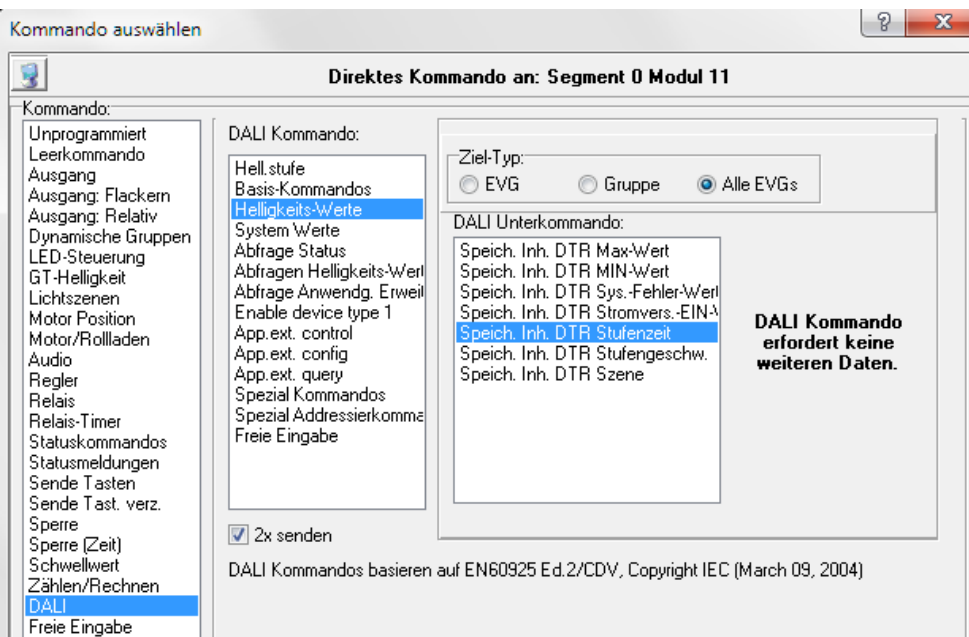 Kommando auswählen
Direktes Kommando an: Segment 0 Modul 11
Kommando:
Unprogrammiert
Leerkommando
Ausgang
Ausgang: Flackern
Ausgang: Relativ
Dynamische Gruppen
LED-Steuerung
GT-Helligkeit
Lichtszenen
Motor Position
Motor/Rollladen
Audio
Regler
Relais
Relais-Timer
Statuskommandos
Statusmeldungen
Sende Tasten
Sende Tast. verz.
Sperre
Sperre (Zeit)
Schwellwert
Zählen/Rechnen
DALI
Freie Eingabe
DALI Kommando:
Hell.stufe
Basis-Kommandos
Helligkeits-Werte
System Werte
Abfrage Status
Abfragen Helligkeits-Werl
Abfrage Anwendg. Erweil
Enable device type 1
App.ext. control
App.ext. config
App.ext. query
Spezial Kommandos
Spezial Addressierkomma
Freie Eingabe
2x senden
Ziel-Typ:
EVG Gruppe Alle EVGs
DALI Unterkommando:
Speich. Inh. DTR Max-Wert
Speich. Inh. DTR MIN-Wert
Speich. Inh. DTR Sys.-Fehler-Werl
Speich. Inh. DTR Stromvers.-EIN-
Speich. Inh. DTR Stufenzeit
Speich. Inh. DTR Stufengeschw.
Speich. Inh. DTR Szene
DALI Kommando
erfordert keine
weiteren Daten.
DALI Kommandos basieren auf EN60925 Ed.2/CDV, Copyright IEC (March 09, 2004)